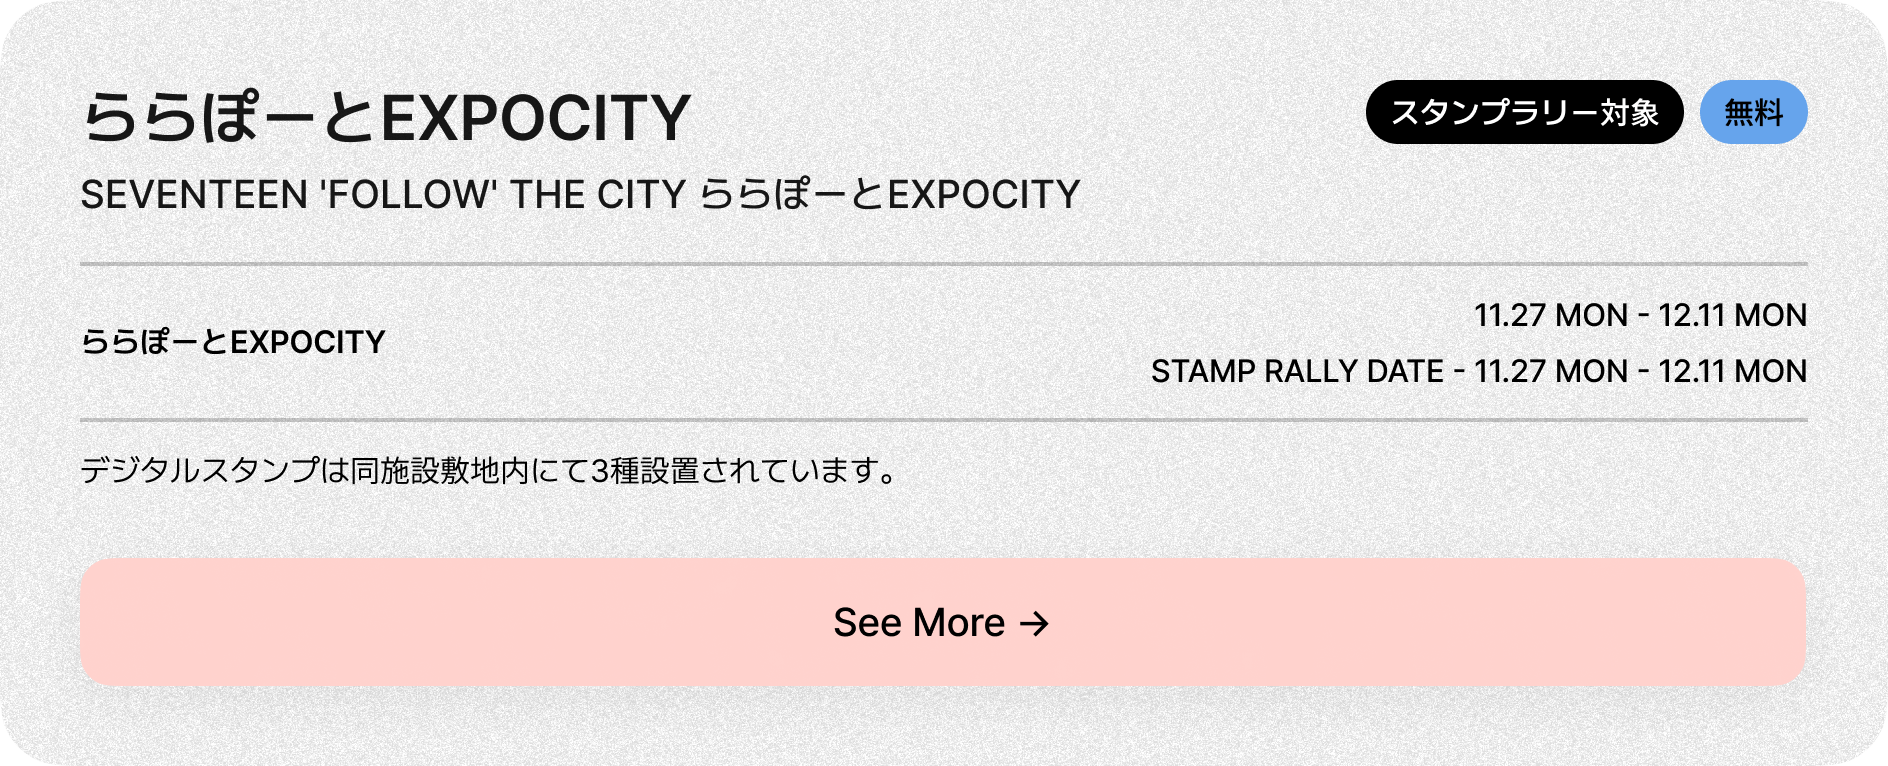 ららぽーとEXPOCITY
スタンプラリー対象
無料
SEVENTEEN 'FOLLOW' THE CITY ららぽーとEXPOCITY
ららぽーとEXPOCITY
11.27 MON - 12.11 MON
STAMP RALLY DATE - 11.27 MON - 12.11 MON
デジタルスタンプは同施設敷地内にて3種設置されています。
See More →